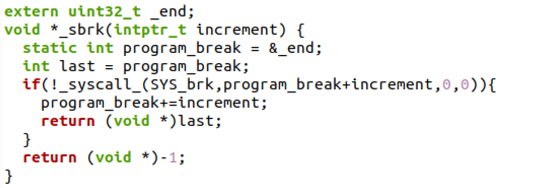 extern uint32_t _end;
void *_sbrk(intptr_t increment) {
  static int program_break = &_end;
  int last = program_break;
  if(!_syscall_(SYS_brk,program_break+increment,0,0)){
    program_break+=increment;
    return (void *)last;
  }
  return (void *)-1;
}